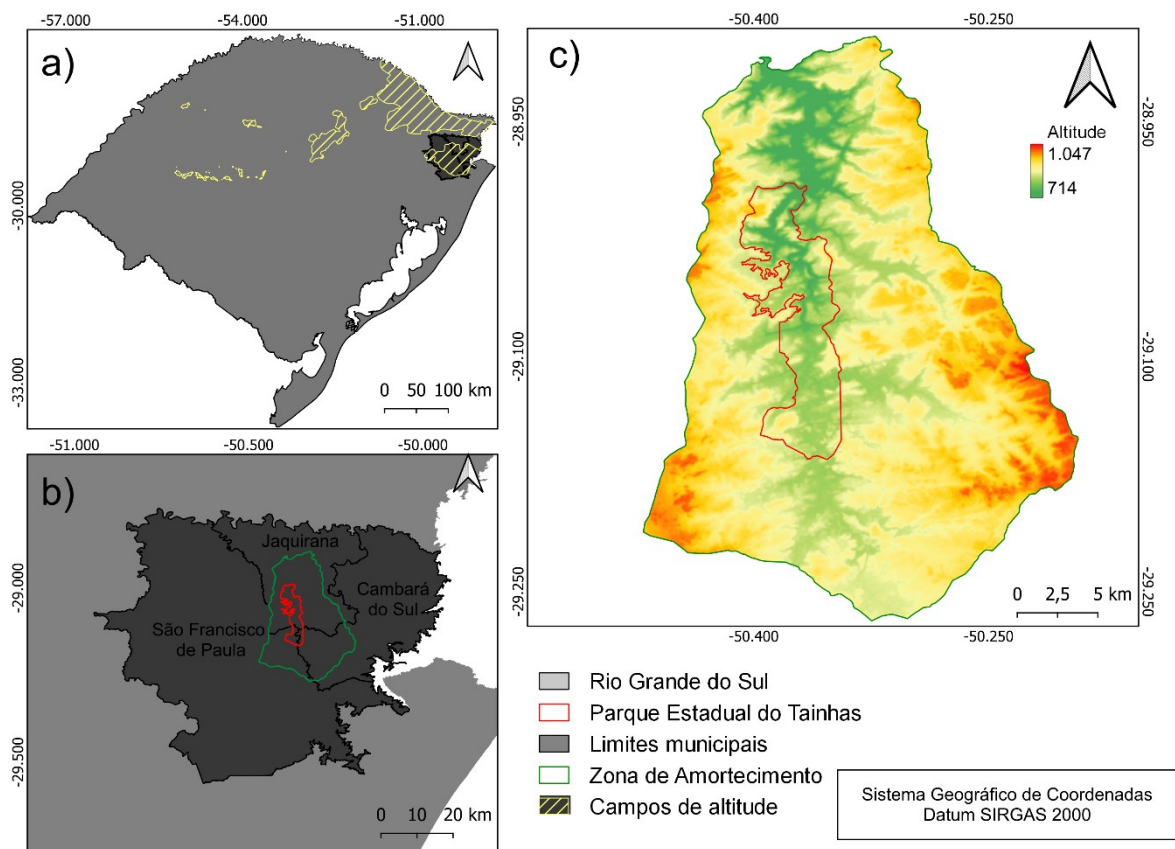 -57.000 -54.000 -51.000
a)
-30.000
-33.000
0 50 100 km
-51.000 -50.500 -50.000
b)
-29.000
-29.500
Jaquirana
Cambará
do Sul
São Francisco
de Paula
0 10 20 km
-50.400 -50.250
c)
Altitude
1.047
714
-28.950
-29.100
-29.250
-28.950
-29.100
-29.250
0 2,5 5 km
-50.400 -50.250
Rio Grande do Sul
Parque Estadual do Tainhas
Limites municipais
Zona de Amortecimento
Campos de altitude
Sistema Geográfico de Coordenadas
Datum SIRGAS 2000